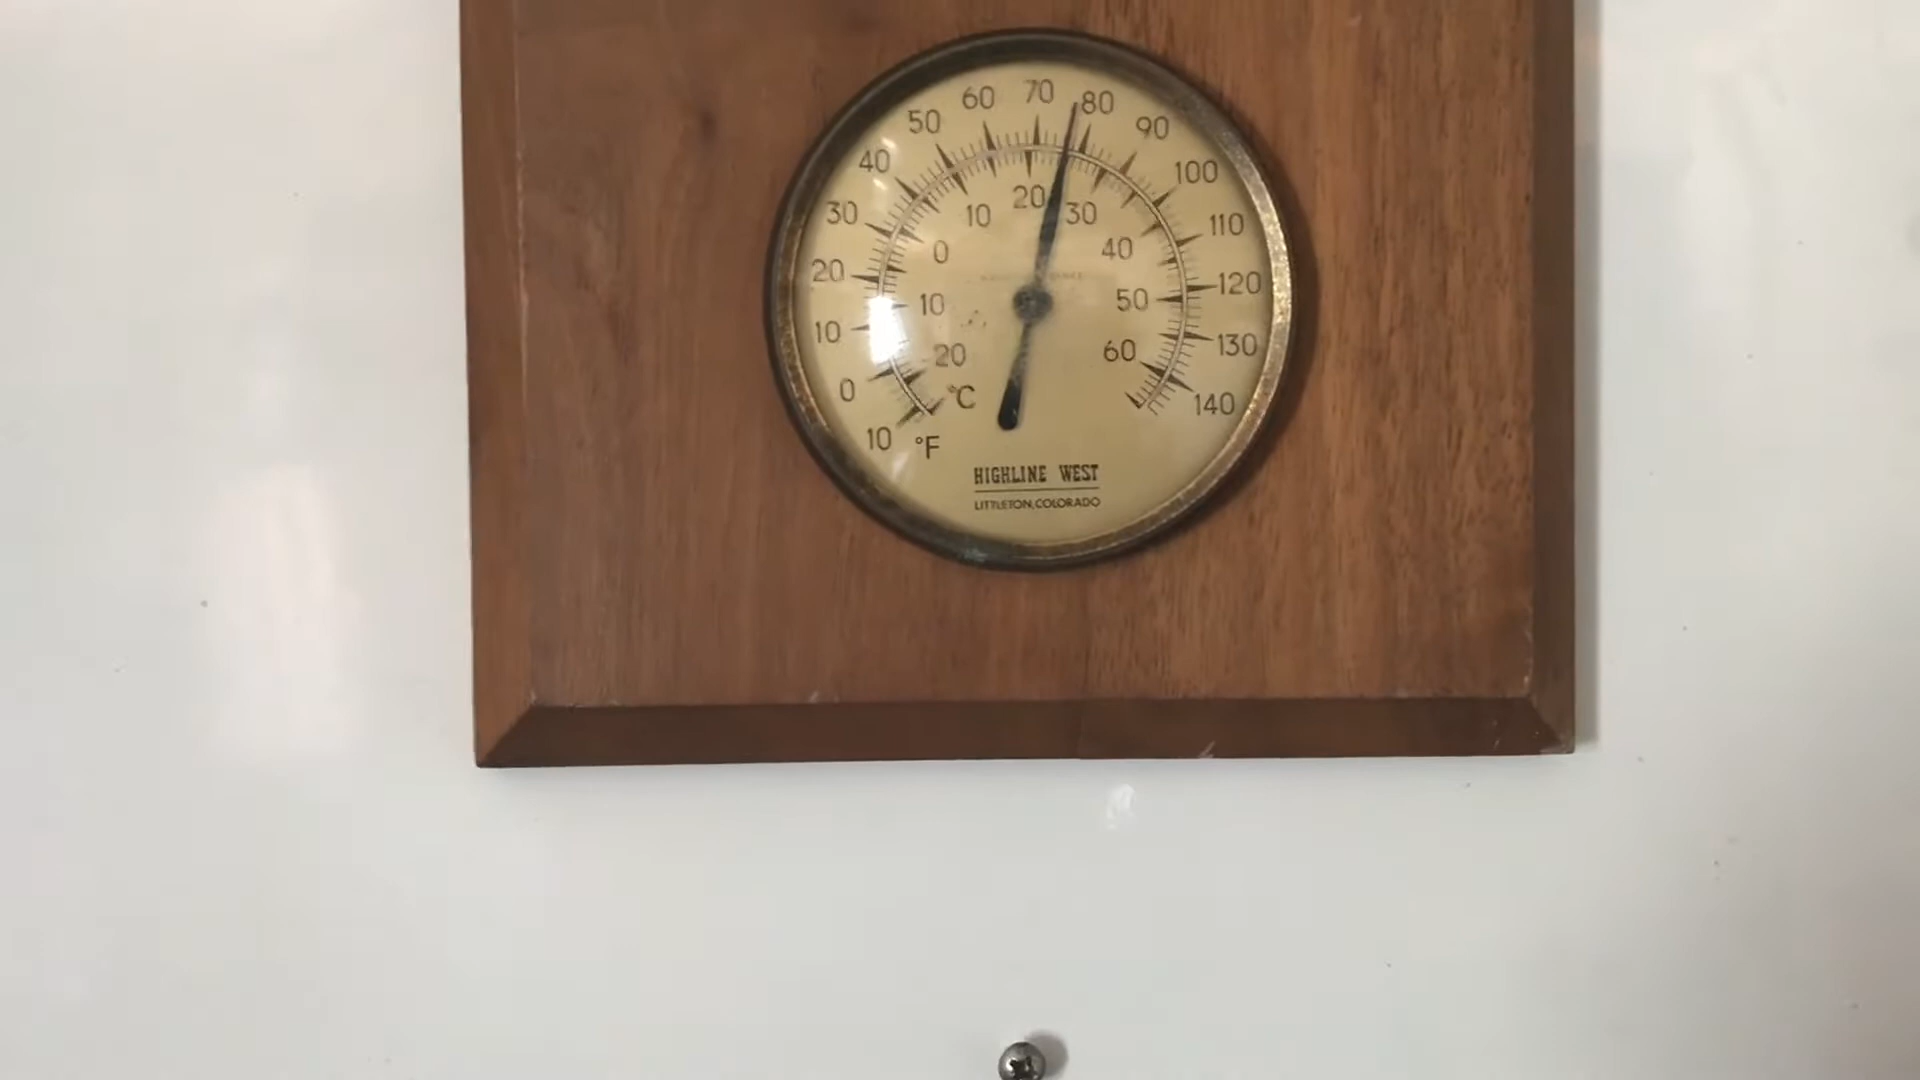 10 0 10 20 30 40 50 60 70 80 90 100 110 120 130 140
°F
20 10 0 10 20 30 40 50 60
°C
HIGHLINE WEST
LITTLETON, COLORADO